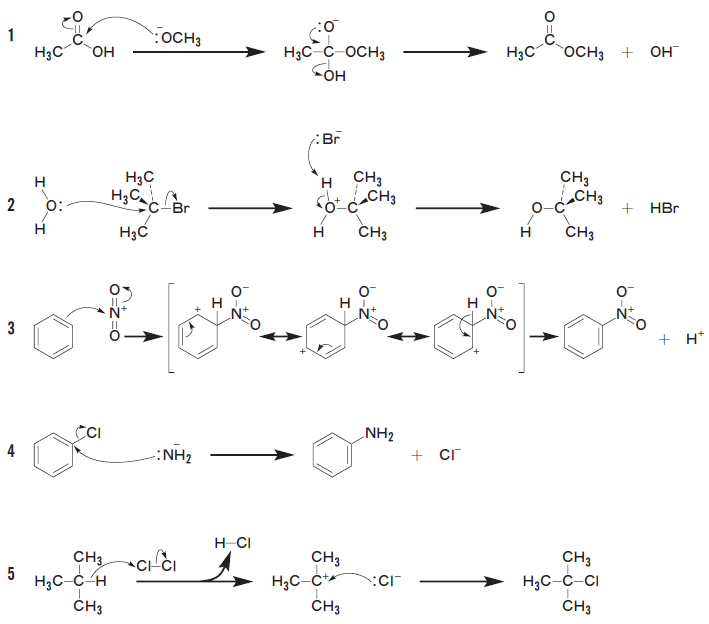 O :O⁻ O
1 C ⁻:OCH₃ C
H₃C OH H₃C–C–OCH₃ H₃C OCH₃ + OH⁻
OH
:Br⁻
H H₃C H CH₃ CH₃
H₃C CH₃ CH₃
2 O: C–Br O⁺–C O–C + HBr
H H₃C H CH₃ H CH₃
O O⁻ O⁻ O⁻ O⁻
+ H H H
3 N⁺ N⁺ N⁺ N⁺ N⁺
O O O O O
+ + + H⁺
Cl NH₂
4 :N̄H₂ + Cl⁻
H–Cl
CH₃ Cl–Cl CH₃ CH₃
5 H₃C–C–H H₃C–C⁺ :Cl⁻ H₃C–C–Cl
CH₃ CH₃ CH₃